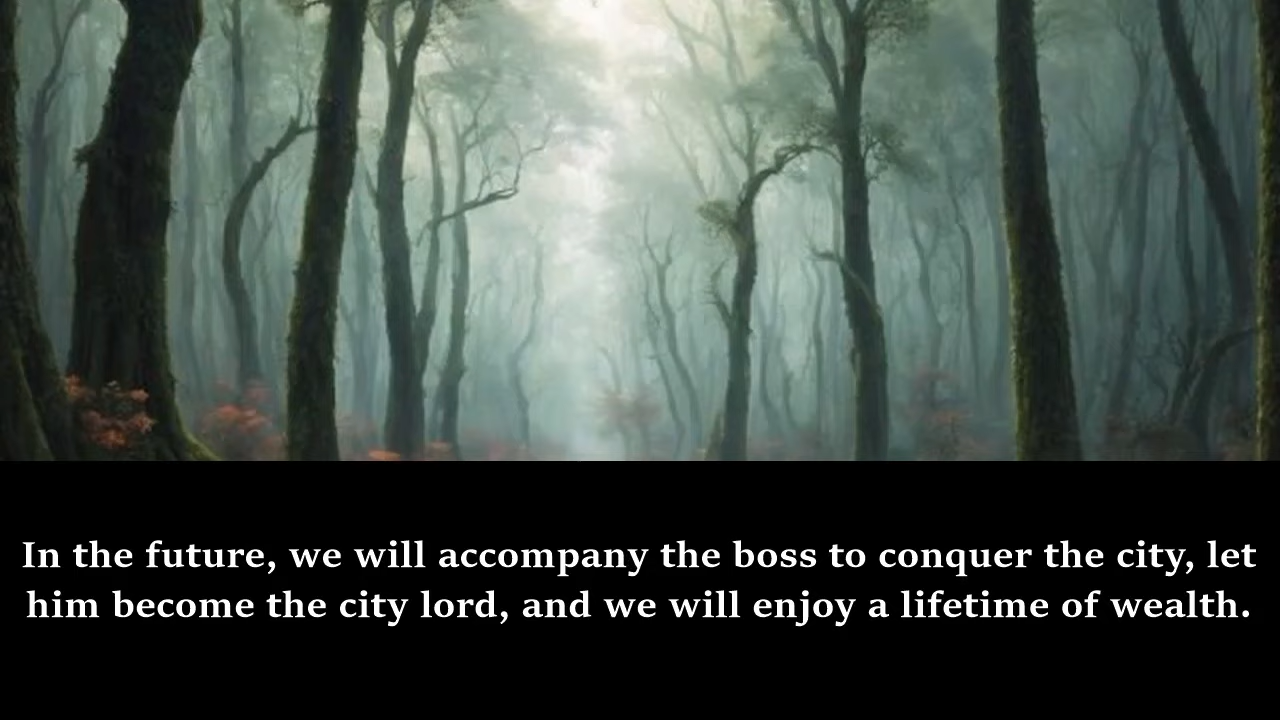 In the future, we will accompany the boss to conquer the city, let
him become the city lord, and we will enjoy a lifetime of wealth.